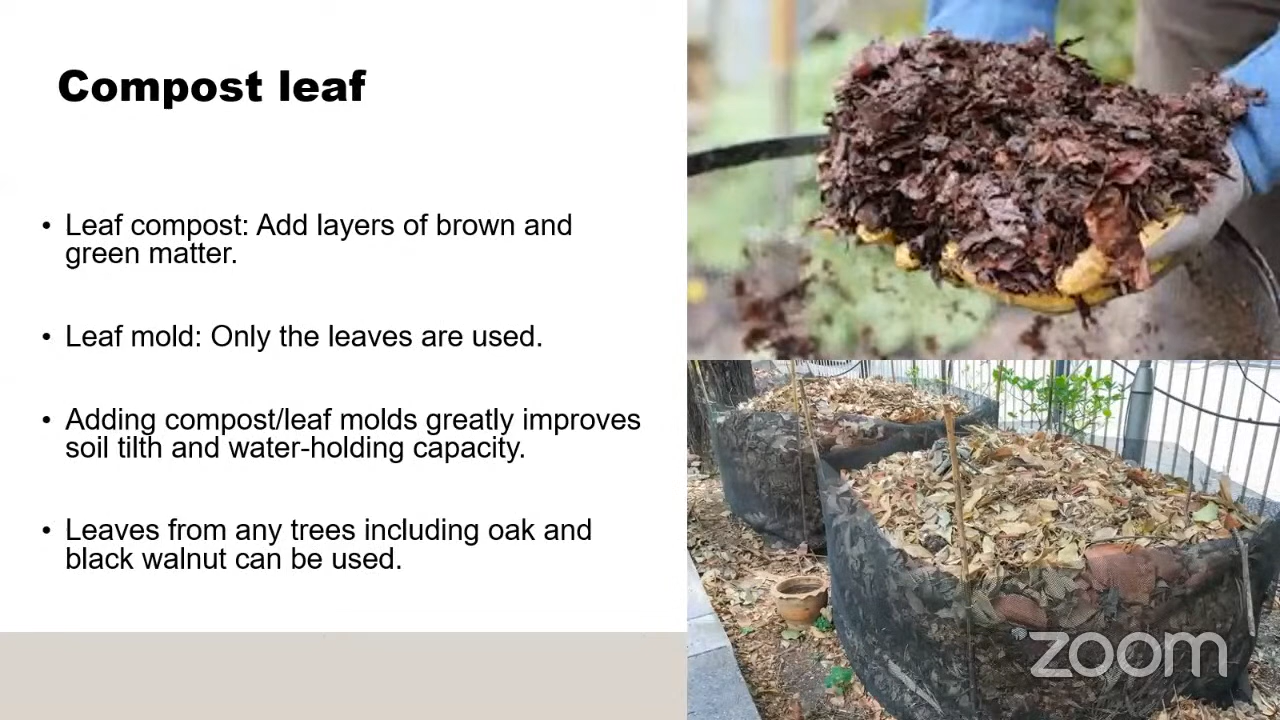 Compost leaf
• Leaf compost: Add layers of brown and
green matter.
• Leaf mold: Only the leaves are used.
• Adding compost/leaf molds greatly improves
soil tilth and water-holding capacity.
• Leaves from any trees including oak and
black walnut can be used.
zoom